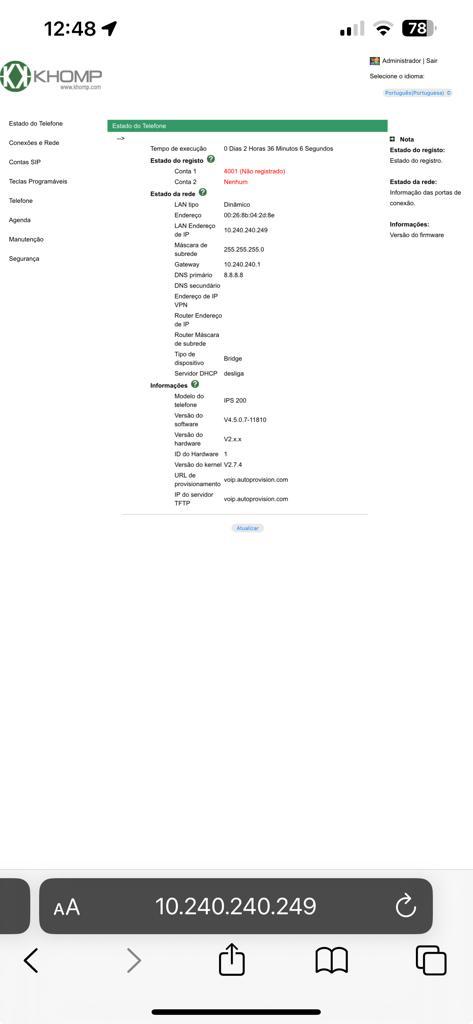 12:48
78
KHOMP
www.khomp.com
Administrador | Sair
Selecione o idioma:
Português(Portuguese)
Estado do Telefone
Conexões e Rede
Contas SIP
Teclas Programáveis
Telefone
Agenda
Manutenção
Segurança
Estado do Telefone
-->
Tempo de execução 0 Dias 2 Horas 36 Minutos 6 Segundos
Estado do registo ?
Conta 1 4001 (Não registrado)
Conta 2 Nenhum
Estado da rede ?
LAN tipo Dinâmico
Endereço 00:26:8b:04:2d:8e
LAN Endereço
de IP 10.240.240.249
Máscara de
subrede 255.255.255.0
Gateway 10.240.240.1
DNS primário 8.8.8.8
DNS secundário
Endereço de IP
VPN
Router Endereço
de IP
Router Máscara
de subrede
Tipo de
dispositivo Bridge
Servidor DHCP desliga
Informações ?
Modelo do
telefone IPS 200
Versão do
software V4.5.0.7-11810
Versão do
hardware V2.x.x
ID do Hardware 1
Versão do kernel V2.7.4
URL de
provisionamento voip.autoprovision.com
IP do servidor
TFTP voip.autoprovision.com
Atualizar
Nota
Estado do registo:
Estado do registro.
Estado da rede:
Informação das portas de
conexão.
Informações:
Versão do firmware
AA 10.240.240.249